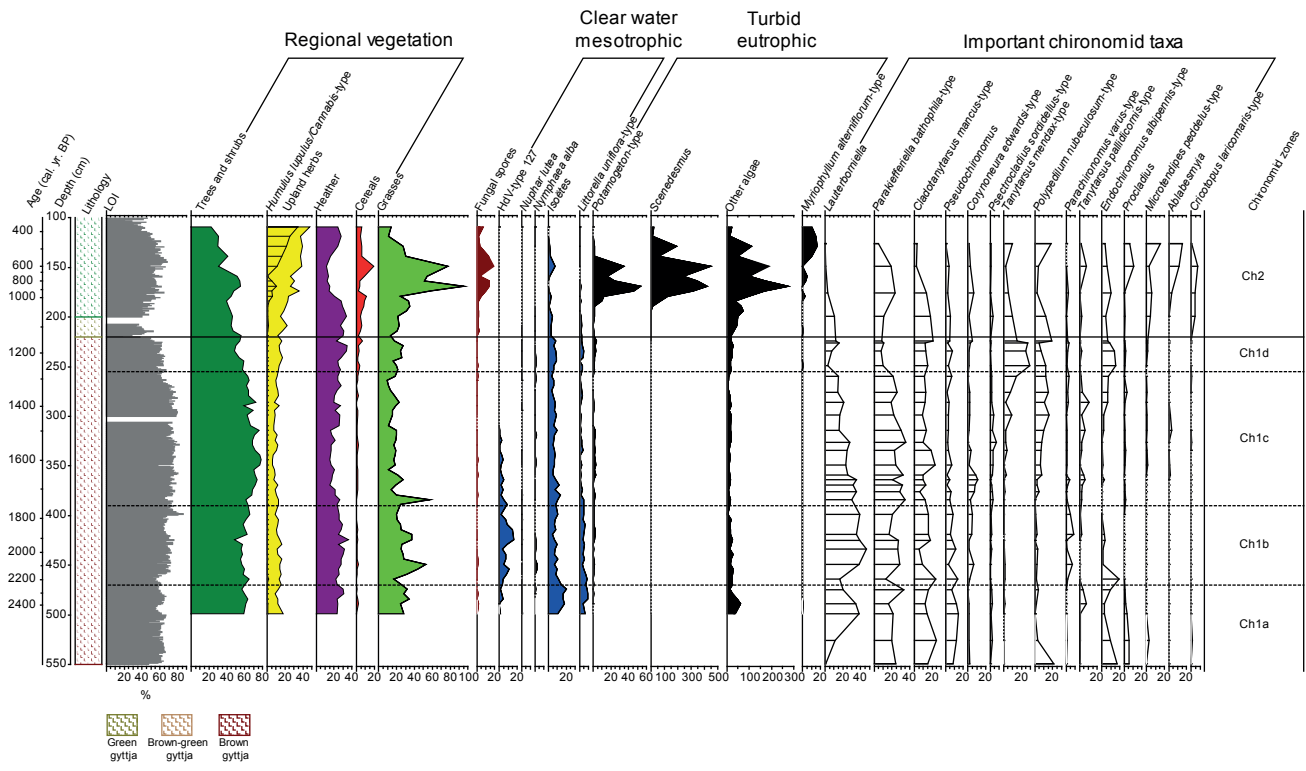 Clear water
mesotrophic
Turbid
eutrophic
Regional vegetation
Important chironomid taxa
Age (cal. yr. BP)
Depth (cm)
Lithology
LOI
Trees and shrubs
Humulus lupulus/Cannabis-type
Upland herbs
Heather
Cereals
Grasses
Fungal spores
HdV-type 127
Nuphar lutea
Nymphaea alba
Isoetes
Littorella uniflora-type
Potamogeton-type
Scenedesmus
Other algae
Myriophyllum alterniflorum-type
Lauterborniella
Parakiefferiella bathophila-type
Cladotanytarsus mancus-type
Pseudochironomus
Corynoneura edwardsi-type
Psectrocladius sordidellus-type
Tanytarsus mendax-type
Polypedium nubeculosum-type
Parachironomus varus-type
Tanytarsus pallidicornis-type
Endochironomus albipennis-type
Procladius
Microtendipes peddelus-type
Ablabesmyia
Cricotopus laricomaris-type
Chironomid zones
400
600
800
1000
1200
1400
1600
1800
2000
2200
2400
100
150
200
250
300
350
400
450
500
550
Ch2
Ch1d
Ch1c
Ch1b
Ch1a
20 40 60 80
20 40 60 80
20 40
20 40
20
20 40 60 80 100
20
20
20
20 40 60
100 300 500
100 200 300
20
20 40
20 40
20
20
20
20
20
20
20
20
20
20
20
20
20
%
Green
gyttja
Brown-green
gyttja
Brown
gyttja